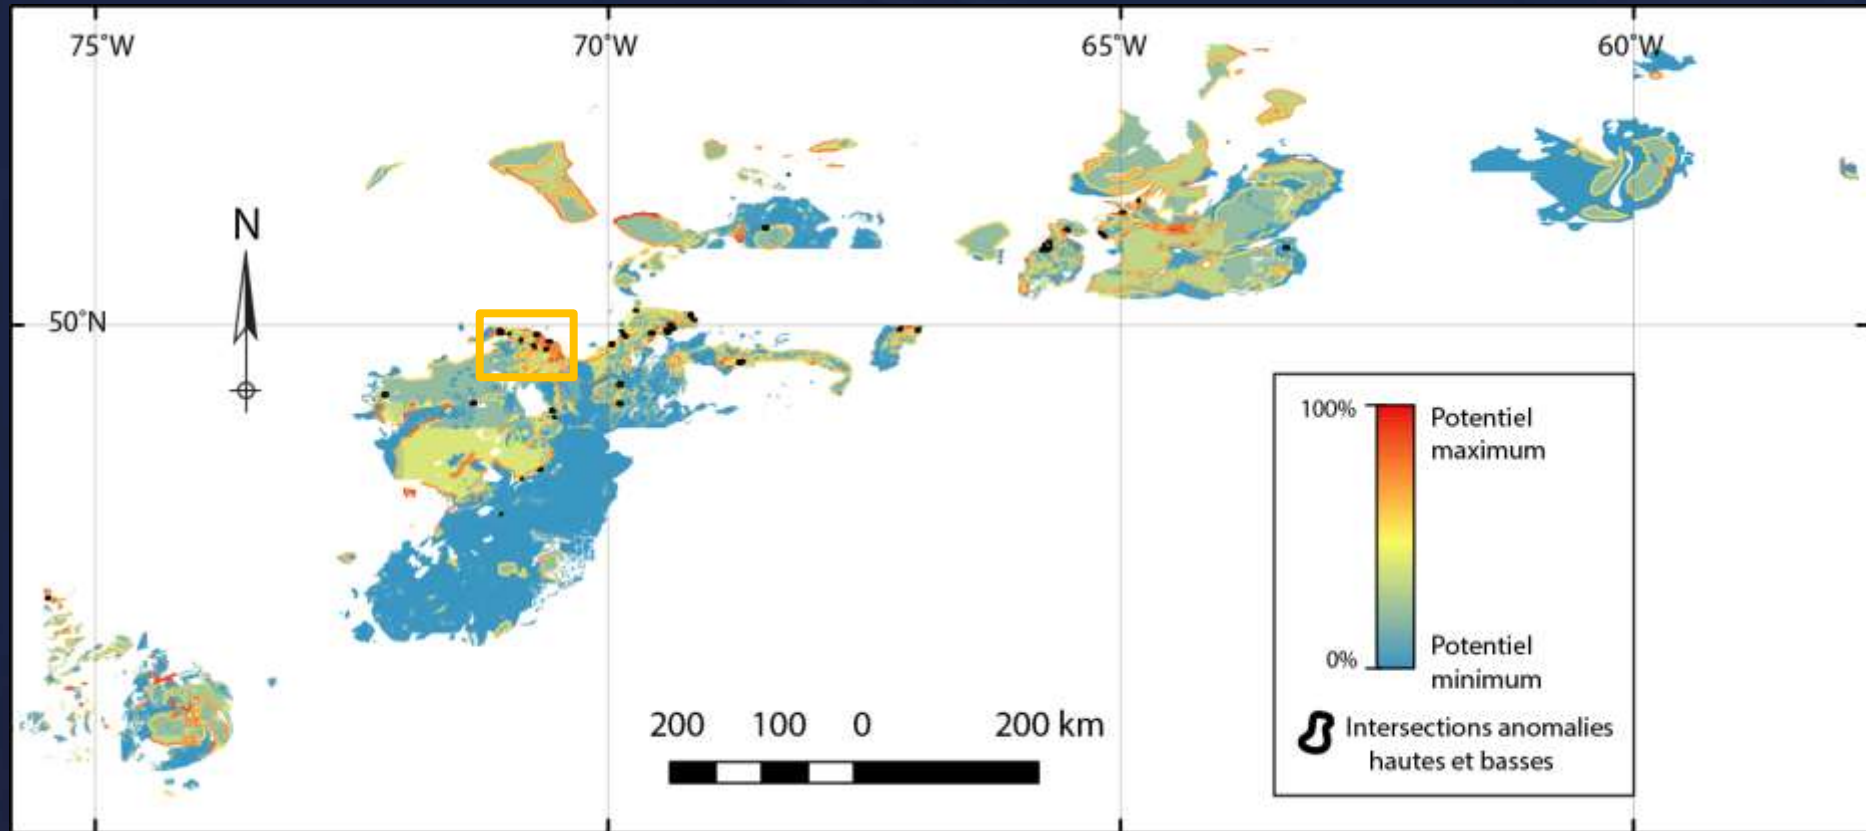 75°W 70°W 65°W 60°W
N
50°N
100% Potentiel
maximum
0% Potentiel
minimum
Intersections anomalies
hautes et basses
200 100 0 200 km